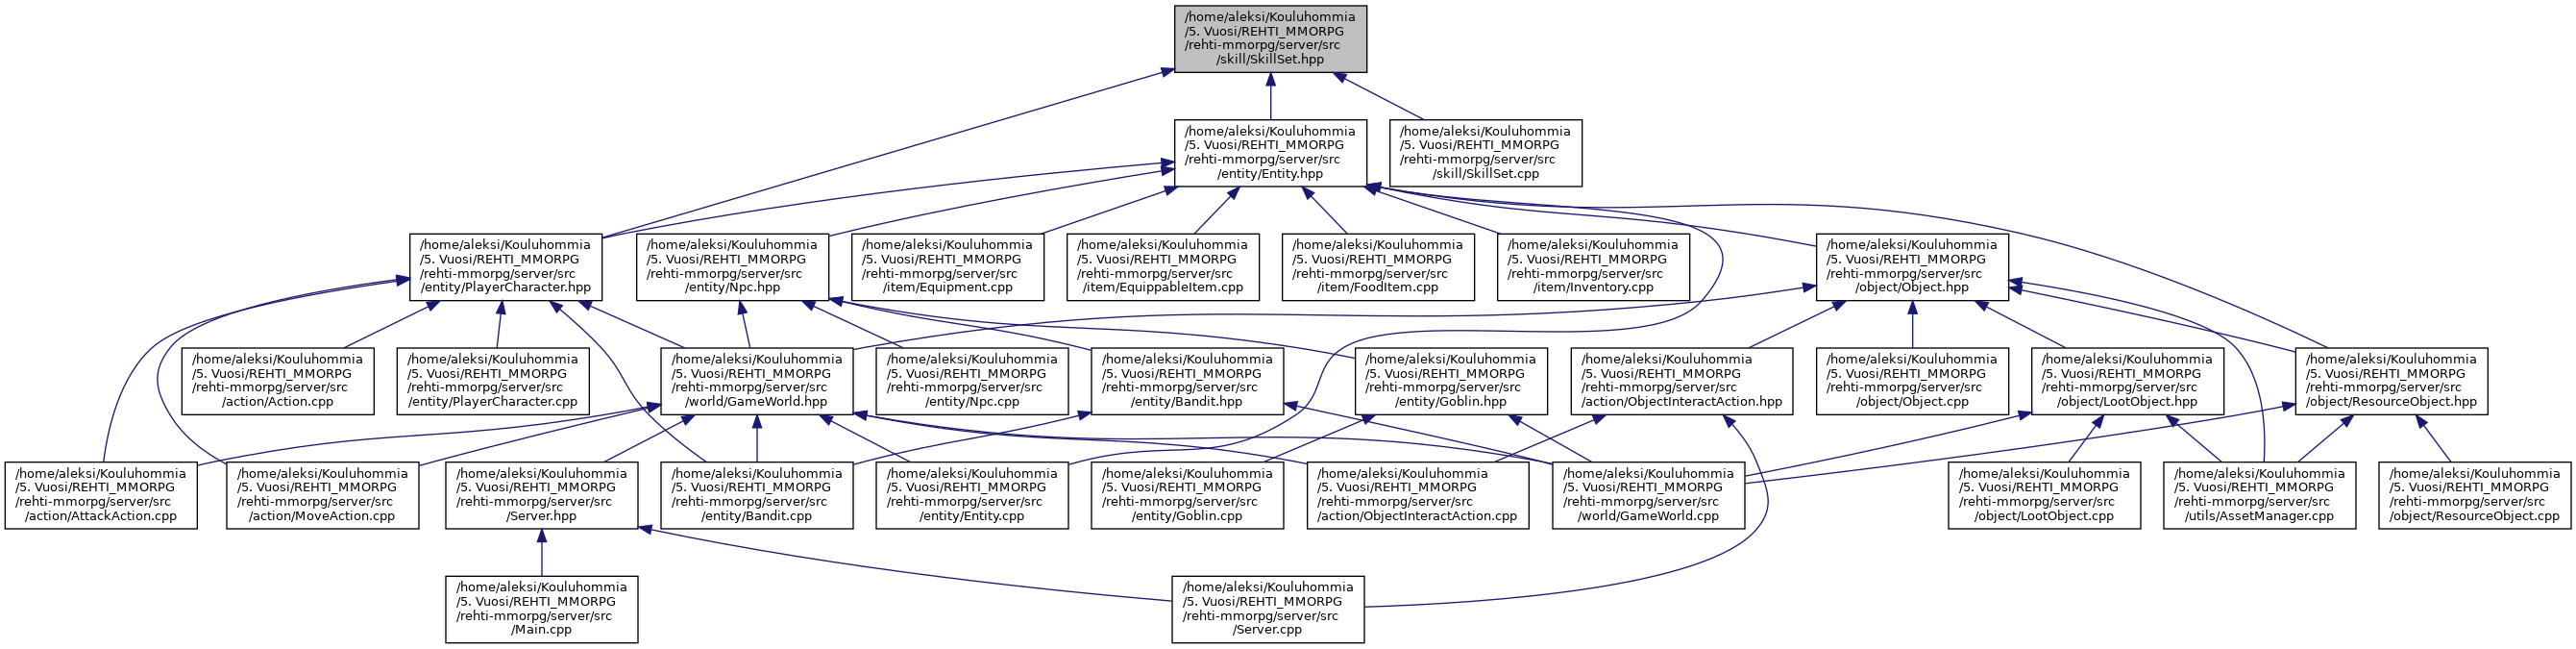 /home/aleksi/Kouluhommia
/5. Vuosi/REHTI_MMORPG
/rehti-mmorpg/server/src
/skill/SkillSet.hpp
/home/aleksi/Kouluhommia
/5. Vuosi/REHTI_MMORPG
/rehti-mmorpg/server/src
/entity/Entity.hpp
/home/aleksi/Kouluhommia
/5. Vuosi/REHTI_MMORPG
/rehti-mmorpg/server/src
/skill/SkillSet.cpp
/home/aleksi/Kouluhommia
/5. Vuosi/REHTI_MMORPG
/rehti-mmorpg/server/src
/entity/PlayerCharacter.hpp
/home/aleksi/Kouluhommia
/5. Vuosi/REHTI_MMORPG
/rehti-mmorpg/server/src
/entity/Npc.hpp
/home/aleksi/Kouluhommia
/5. Vuosi/REHTI_MMORPG
/rehti-mmorpg/server/src
/item/Equipment.cpp
/home/aleksi/Kouluhommia
/5. Vuosi/REHTI_MMORPG
/rehti-mmorpg/server/src
/item/EquippableItem.cpp
/home/aleksi/Kouluhommia
/5. Vuosi/REHTI_MMORPG
/rehti-mmorpg/server/src
/item/FoodItem.cpp
/home/aleksi/Kouluhommia
/5. Vuosi/REHTI_MMORPG
/rehti-mmorpg/server/src
/item/Inventory.cpp
/home/aleksi/Kouluhommia
/5. Vuosi/REHTI_MMORPG
/rehti-mmorpg/server/src
/object/Object.hpp
/home/aleksi/Kouluhommia
/5. Vuosi/REHTI_MMORPG
/rehti-mmorpg/server/src
/action/Action.cpp
/home/aleksi/Kouluhommia
/5. Vuosi/REHTI_MMORPG
/rehti-mmorpg/server/src
/entity/PlayerCharacter.cpp
/home/aleksi/Kouluhommia
/5. Vuosi/REHTI_MMORPG
/rehti-mmorpg/server/src
/world/GameWorld.hpp
/home/aleksi/Kouluhommia
/5. Vuosi/REHTI_MMORPG
/rehti-mmorpg/server/src
/entity/Npc.cpp
/home/aleksi/Kouluhommia
/5. Vuosi/REHTI_MMORPG
/rehti-mmorpg/server/src
/entity/Bandit.hpp
/home/aleksi/Kouluhommia
/5. Vuosi/REHTI_MMORPG
/rehti-mmorpg/server/src
/entity/Goblin.hpp
/home/aleksi/Kouluhommia
/5. Vuosi/REHTI_MMORPG
/rehti-mmorpg/server/src
/action/ObjectInteractAction.hpp
/home/aleksi/Kouluhommia
/5. Vuosi/REHTI_MMORPG
/rehti-mmorpg/server/src
/object/Object.cpp
/home/aleksi/Kouluhommia
/5. Vuosi/REHTI_MMORPG
/rehti-mmorpg/server/src
/object/LootObject.hpp
/home/aleksi/Kouluhommia
/5. Vuosi/REHTI_MMORPG
/rehti-mmorpg/server/src
/object/ResourceObject.hpp
/home/aleksi/Kouluhommia
/5. Vuosi/REHTI_MMORPG
/rehti-mmorpg/server/src
/action/AttackAction.cpp
/home/aleksi/Kouluhommia
/5. Vuosi/REHTI_MMORPG
/rehti-mmorpg/server/src
/action/MoveAction.cpp
/home/aleksi/Kouluhommia
/5. Vuosi/REHTI_MMORPG
/rehti-mmorpg/server/src
/Server.hpp
/home/aleksi/Kouluhommia
/5. Vuosi/REHTI_MMORPG
/rehti-mmorpg/server/src
/entity/Bandit.cpp
/home/aleksi/Kouluhommia
/5. Vuosi/REHTI_MMORPG
/rehti-mmorpg/server/src
/entity/Entity.cpp
/home/aleksi/Kouluhommia
/5. Vuosi/REHTI_MMORPG
/rehti-mmorpg/server/src
/entity/Goblin.cpp
/home/aleksi/Kouluhommia
/5. Vuosi/REHTI_MMORPG
/rehti-mmorpg/server/src
/action/ObjectInteractAction.cpp
/home/aleksi/Kouluhommia
/5. Vuosi/REHTI_MMORPG
/rehti-mmorpg/server/src
/world/GameWorld.cpp
/home/aleksi/Kouluhommia
/5. Vuosi/REHTI_MMORPG
/rehti-mmorpg/server/src
/object/LootObject.cpp
/home/aleksi/Kouluhommia
/5. Vuosi/REHTI_MMORPG
/rehti-mmorpg/server/src
/utils/AssetManager.cpp
/home/aleksi/Kouluhommia
/5. Vuosi/REHTI_MMORPG
/rehti-mmorpg/server/src
/object/ResourceObject.cpp
/home/aleksi/Kouluhommia
/5. Vuosi/REHTI_MMORPG
/rehti-mmorpg/server/src
/Main.cpp
/home/aleksi/Kouluhommia
/5. Vuosi/REHTI_MMORPG
/rehti-mmorpg/server/src
/Server.cpp